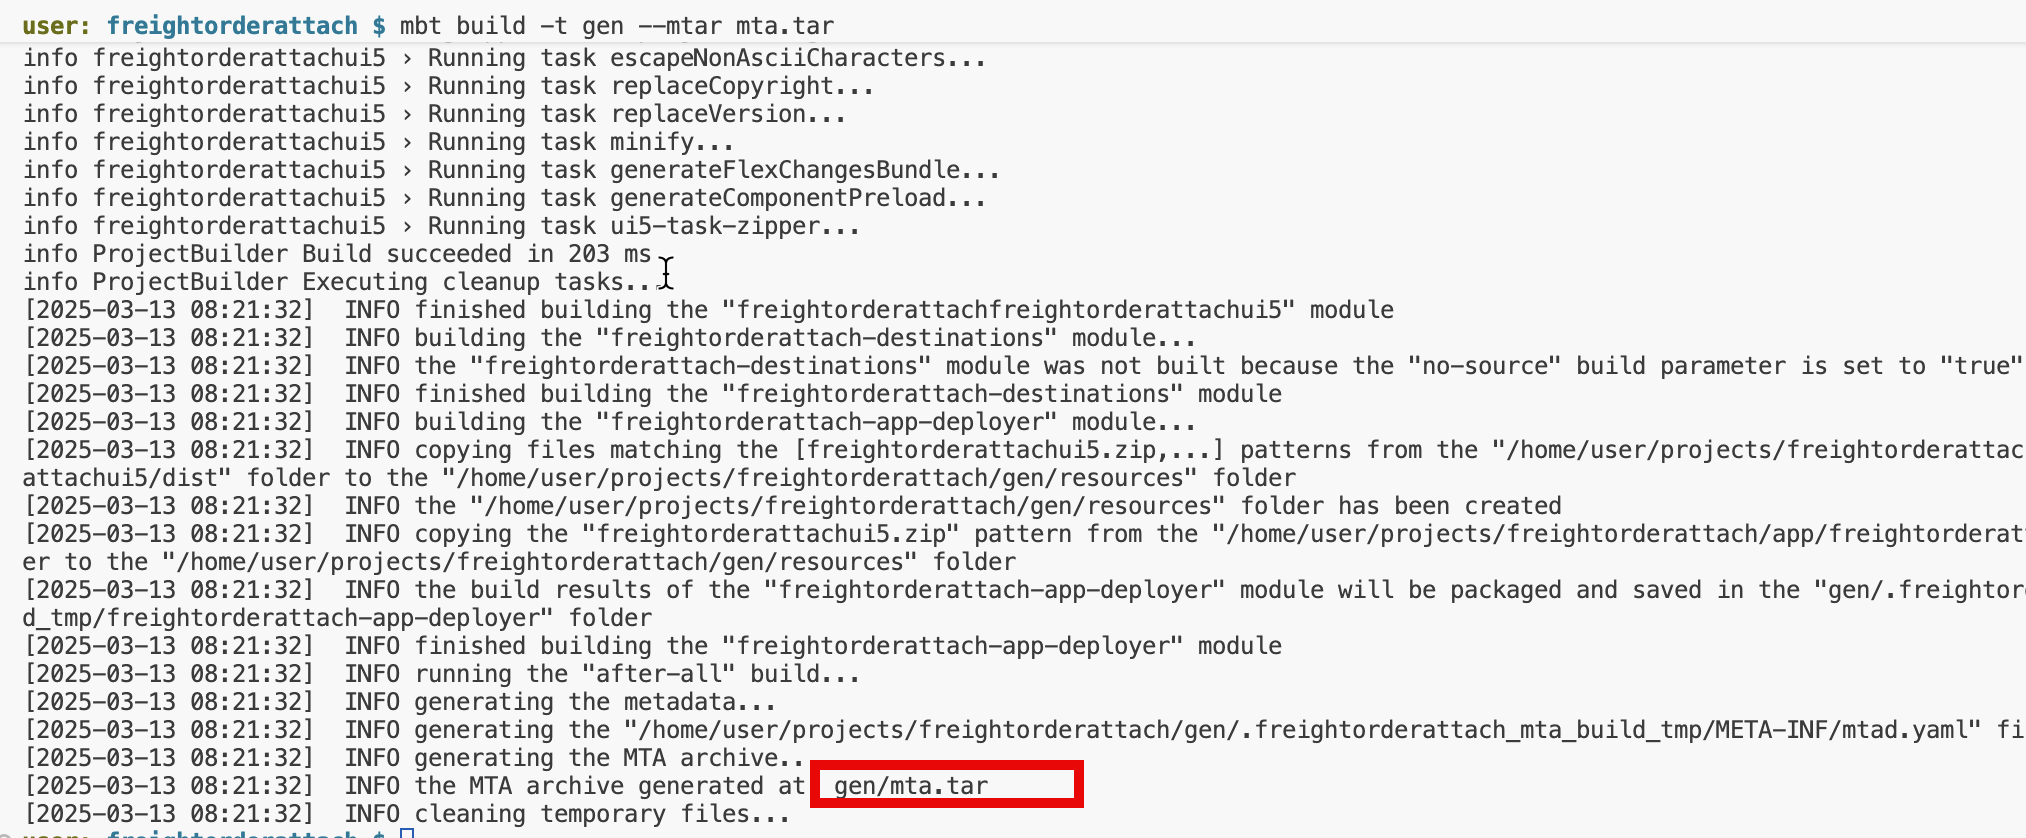 user: freightorderattach $ mbt build -t gen --mtar mta.tar
info freightorderattachui5 › Running task escapeNonAsciiCharacters...
info freightorderattachui5 › Running task replaceCopyright...
info freightorderattachui5 › Running task replaceVersion...
info freightorderattachui5 › Running task minify...
info freightorderattachui5 › Running task generateFlexChangesBundle...
info freightorderattachui5 › Running task generateComponentPreload...
info freightorderattachui5 › Running task ui5-task-zipper...
info ProjectBuilder Build succeeded in 203 ms
info ProjectBuilder Executing cleanup tasks...
[2025-03-13 08:21:32]  INFO finished building the "freightorderattachfreightorderattachui5" module
[2025-03-13 08:21:32]  INFO building the "freightorderattach-destinations" module...
[2025-03-13 08:21:32]  INFO the "freightorderattach-destinations" module was not built because the "no-source" build parameter is set to "true"
[2025-03-13 08:21:32]  INFO finished building the "freightorderattach-destinations" module
[2025-03-13 08:21:32]  INFO building the "freightorderattach-app-deployer" module...
[2025-03-13 08:21:32]  INFO copying files matching the [freightorderattachui5.zip,...] patterns from the "/home/user/projects/freightorderattac
attachui5/dist" folder to the "/home/user/projects/freightorderattach/gen/resources" folder
[2025-03-13 08:21:32]  INFO the "/home/user/projects/freightorderattach/gen/resources" folder has been created
[2025-03-13 08:21:32]  INFO copying the "freightorderattachui5.zip" pattern from the "/home/user/projects/freightorderattach/app/freightorderatt
er to the "/home/user/projects/freightorderattach/gen/resources" folder
[2025-03-13 08:21:32]  INFO the build results of the "freightorderattach-app-deployer" module will be packaged and saved in the "gen/.freightor
d_tmp/freightorderattach-app-deployer" folder
[2025-03-13 08:21:32]  INFO finished building the "freightorderattach-app-deployer" module
[2025-03-13 08:21:32]  INFO running the "after-all" build...
[2025-03-13 08:21:32]  INFO generating the metadata...
[2025-03-13 08:21:32]  INFO generating the "/home/user/projects/freightorderattach/gen/.freightorderattach_mta_build_tmp/META-INF/mtad.yaml" fi
[2025-03-13 08:21:32]  INFO generating the MTA archive..
[2025-03-13 08:21:32]  INFO the MTA archive generated at gen/mta.tar
[2025-03-13 08:21:32]  INFO cleaning temporary files...
user: freightorderattach $